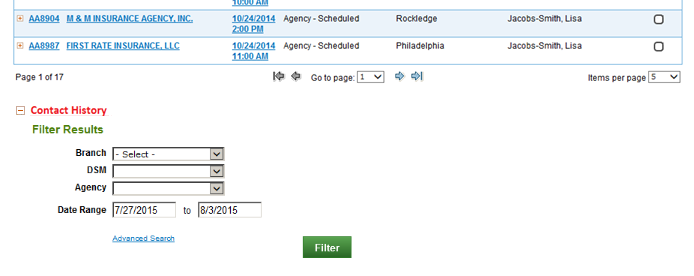 10:00 AM
AA8904 M & M INSURANCE AGENCY, INC. 10/24/2014 2:00 PM Agency - Scheduled Rockledge Jacobs-Smith, Lisa
AA8987 FIRST RATE INSURANCE, LLC 10/24/2014 11:00 AM Agency - Scheduled Philadelphia Jacobs-Smith, Lisa
Page 1 of 17 Go to page: 1 Items per page 5
Contact History
Filter Results
Branch - Select -
DSM
Agency
Date Range 7/27/2015 to 8/3/2015
Advanced Search
Filter